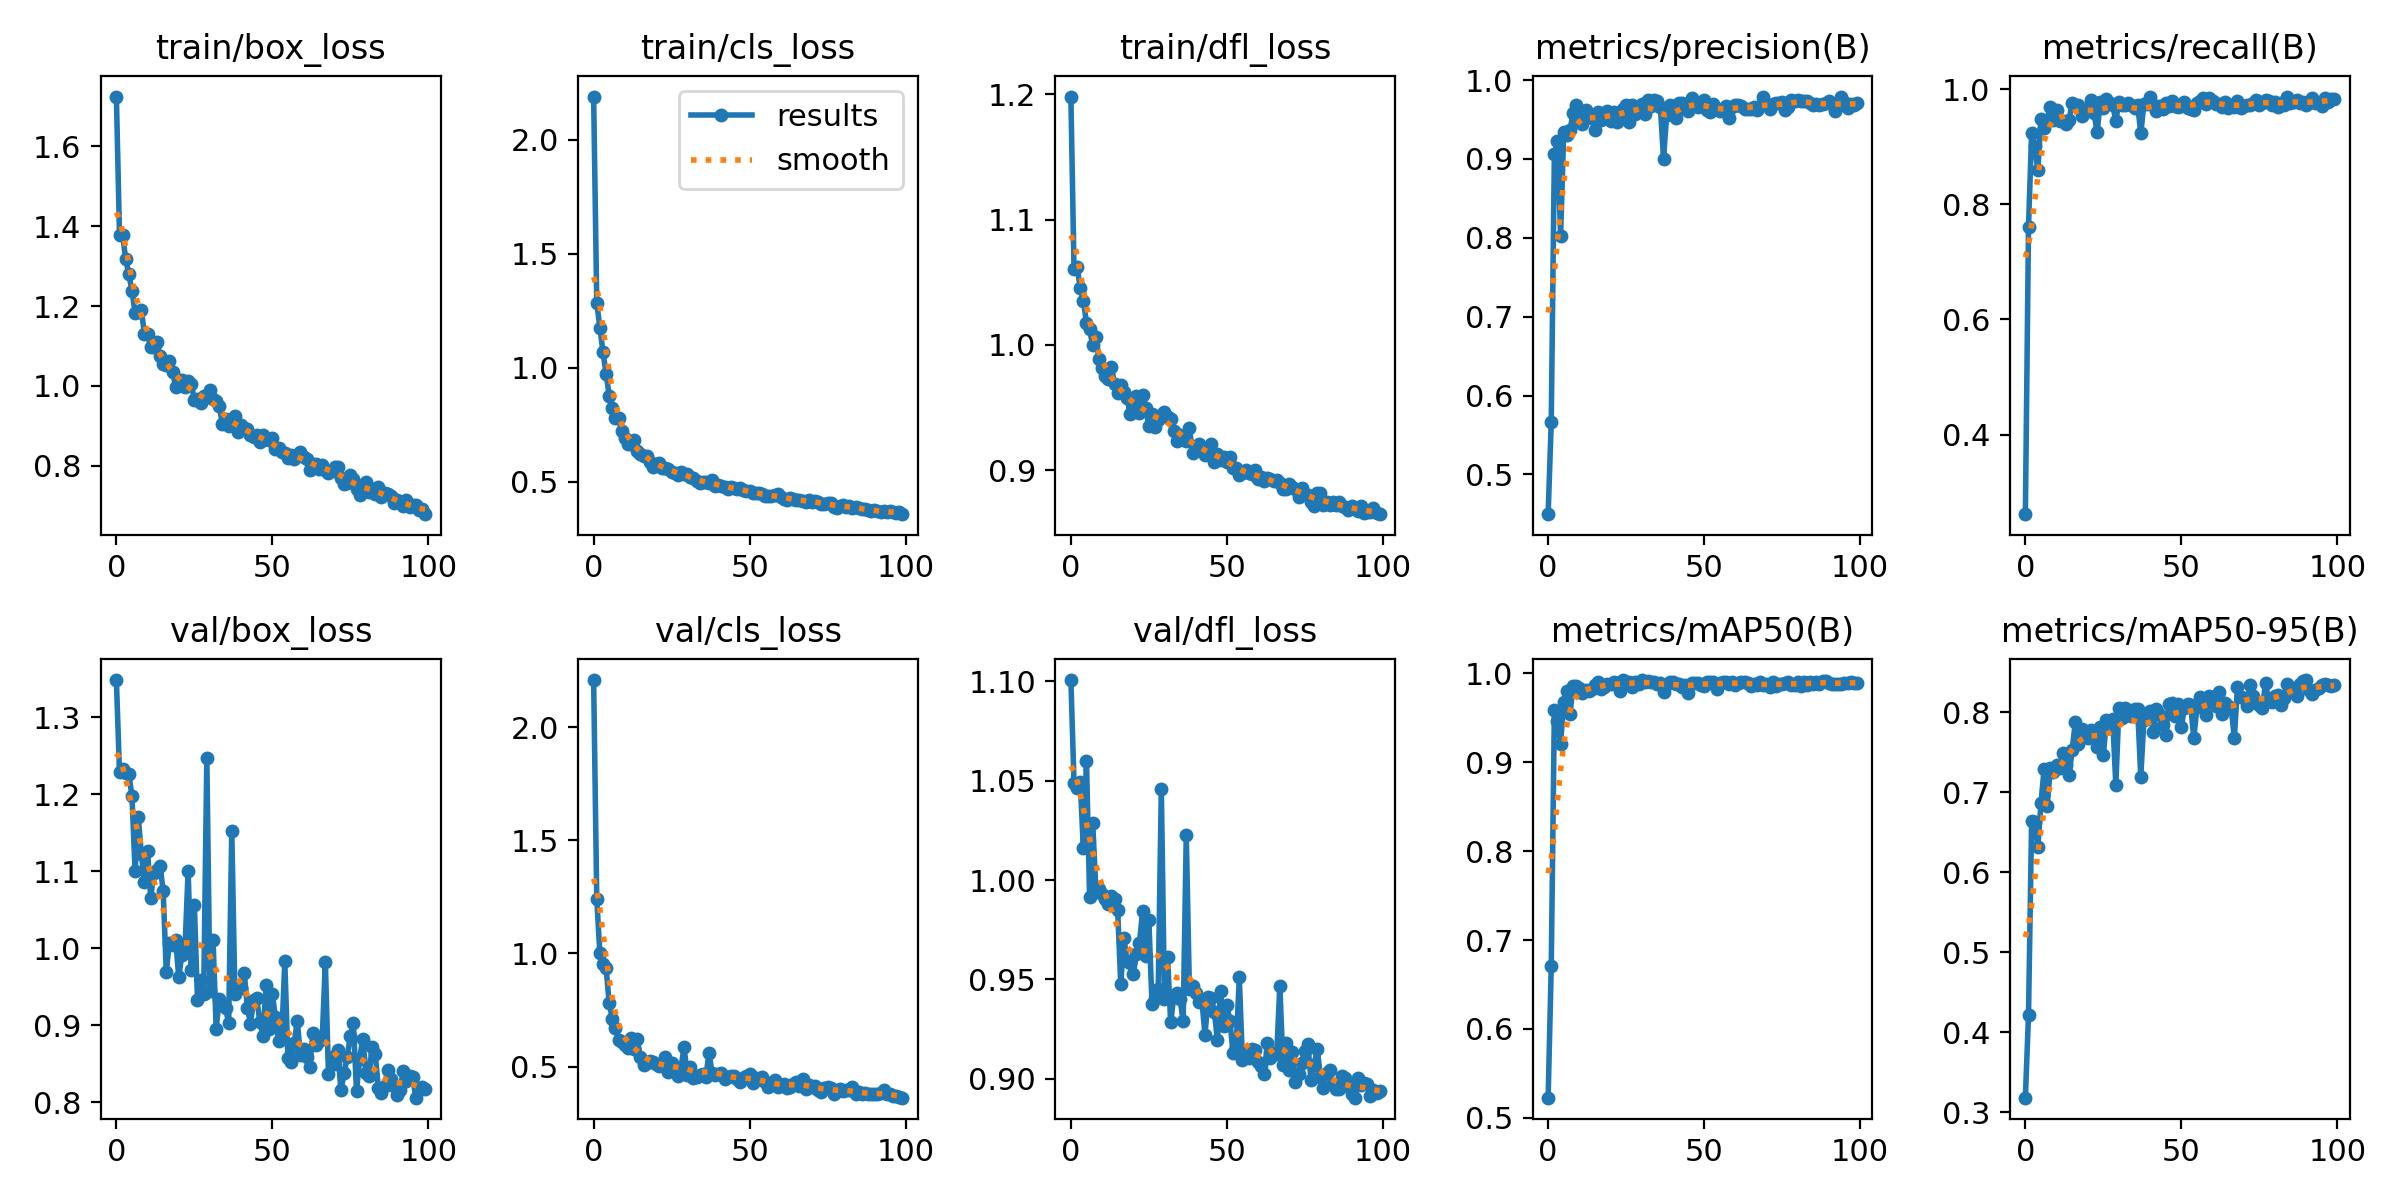 train/box_loss
1.6
1.4
1.2
1.0
0.8
0 50 100
train/cls_loss
results
smooth
2.0
1.5
1.0
0.5
0 50 100
train/dfl_loss
1.2
1.1
1.0
0.9
0 50 100
metrics/precision(B)
1.0
0.9
0.8
0.7
0.6
0.5
0 50 100
metrics/recall(B)
1.0
0.8
0.6
0.4
0 50 100
val/box_loss
1.3
1.2
1.1
1.0
0.9
0.8
0 50 100
val/cls_loss
2.0
1.5
1.0
0.5
0 50 100
val/dfl_loss
1.10
1.05
1.00
0.95
0.90
0 50 100
metrics/mAP50(B)
1.0
0.9
0.8
0.7
0.6
0.5
0 50 100
metrics/mAP50-95(B)
0.8
0.7
0.6
0.5
0.4
0.3
0 50 100